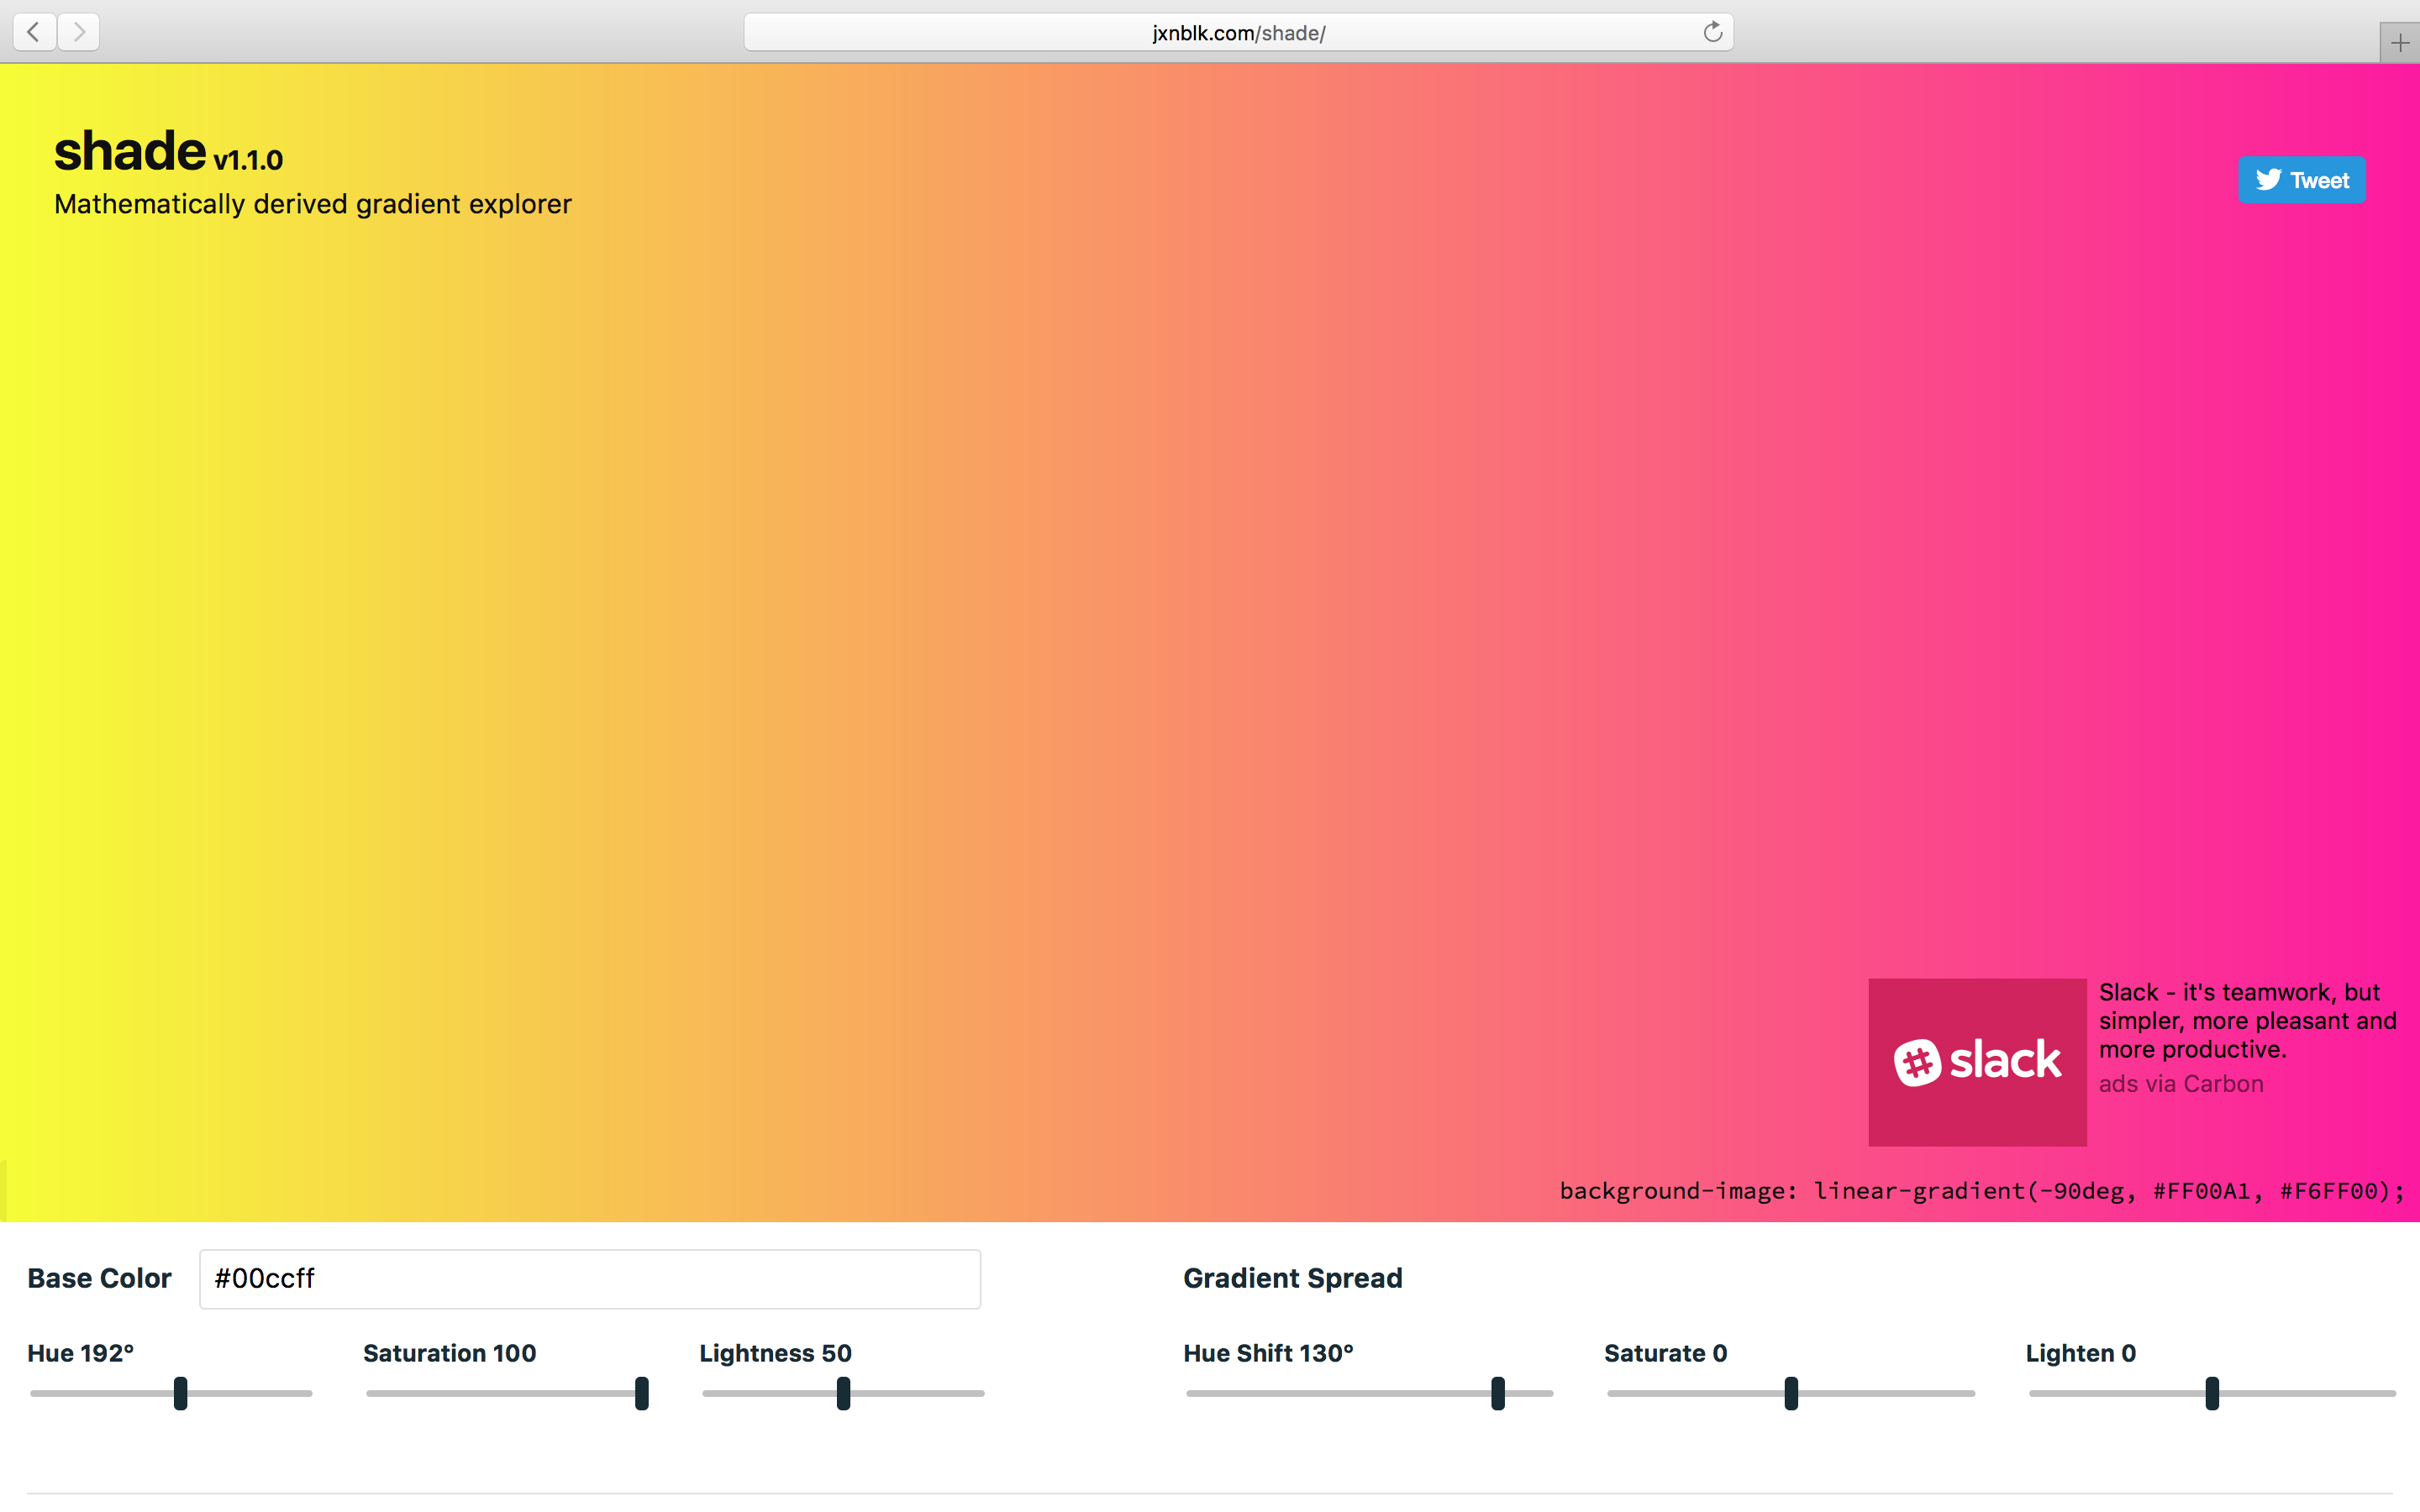 jxnblk.com/shade/
shade v1.1.0
Mathematically derived gradient explorer
Tweet
slack
Slack - it's teamwork, but
simpler, more pleasant and
more productive.
ads via Carbon
background-image: linear-gradient(-90deg, #FF00A1, #F6FF00);
Base Color #00ccff
Gradient Spread
Hue 192° Saturation 100 Lightness 50
Hue Shift 130° Saturate 0 Lighten 0